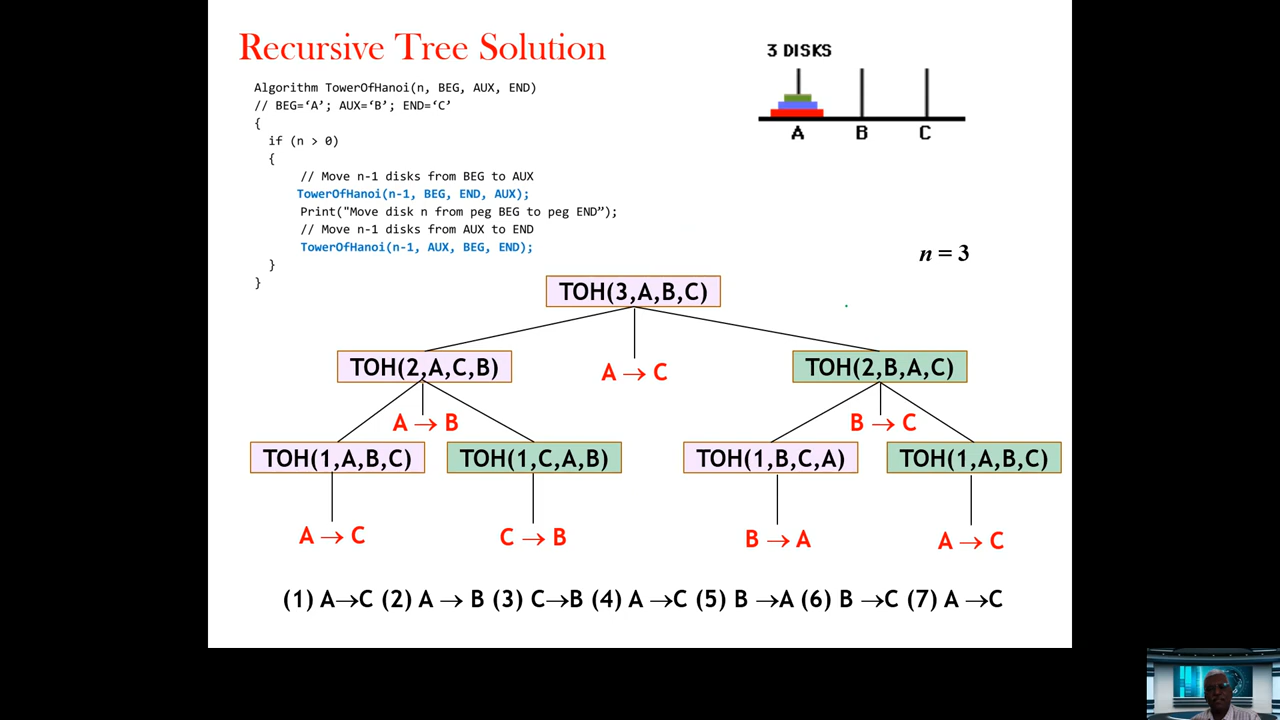 Recursive Tree Solution
3 DISKS
A B C
Algorithm TowerOfHanoi(n, BEG, AUX, END)
// BEG=‘A’; AUX=‘B’; END=‘C’
{
if (n > 0)
{
// Move n-1 disks from BEG to AUX
TowerOfHanoi(n-1, BEG, END, AUX);
Print("Move disk n from peg BEG to peg END”);
// Move n-1 disks from AUX to END
TowerOfHanoi(n-1, AUX, BEG, END);
}
}
n = 3
TOH(3,A,B,C)
TOH(2,A,C,B) A → C TOH(2,B,A,C)
A → B B → C
TOH(1,A,B,C) TOH(1,C,A,B) TOH(1,B,C,A) TOH(1,A,B,C)
A → C C → B B → A A → C
(1) A→C (2) A → B (3) C→B (4) A →C (5) B →A (6) B →C (7) A →C